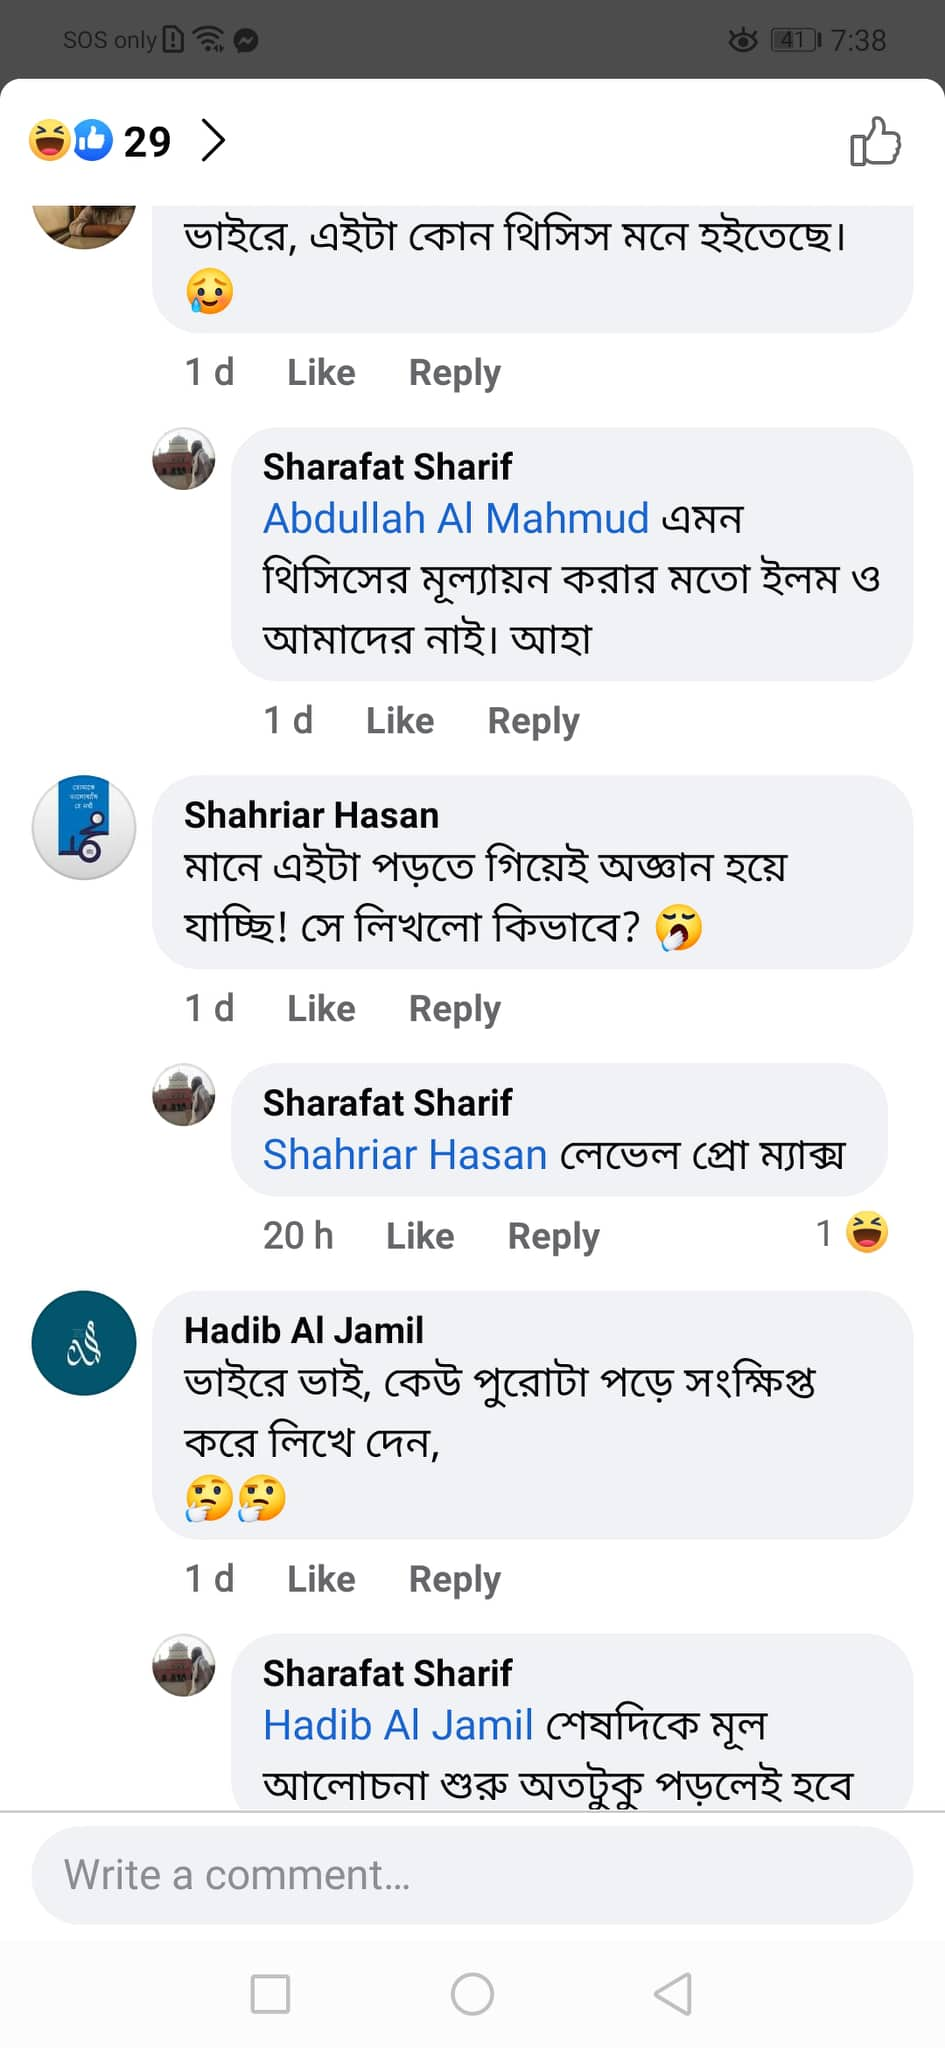 SOS only 41 7:38
29
ভাইরে, এইটা কোন থিসিস মনে হইতেছে।
1 d Like Reply
Sharafat Sharif
Abdullah Al Mahmud এমন
থিসিসের মূল্যায়ন করার মতো ইলম ও
আমাদের নাই। আহা
1 d Like Reply
Shahriar Hasan
মানে এইটা পড়তে গিয়েই অজ্ঞান হয়ে
যাচ্ছি! সে লিখলো কিভাবে?
1 d Like Reply
Sharafat Sharif
Shahriar Hasan লেভেল প্রো ম্যাক্স
20 h Like Reply 1
Hadib Al Jamil
ভাইরে ভাই, কেউ পুরোটা পড়ে সংক্ষিপ্ত
করে লিখে দেন,
1 d Like Reply
Sharafat Sharif
Hadib Al Jamil শেষদিকে মূল
আলোচনা শুরু অতটুকু পড়লেই হবে
Write a comment...